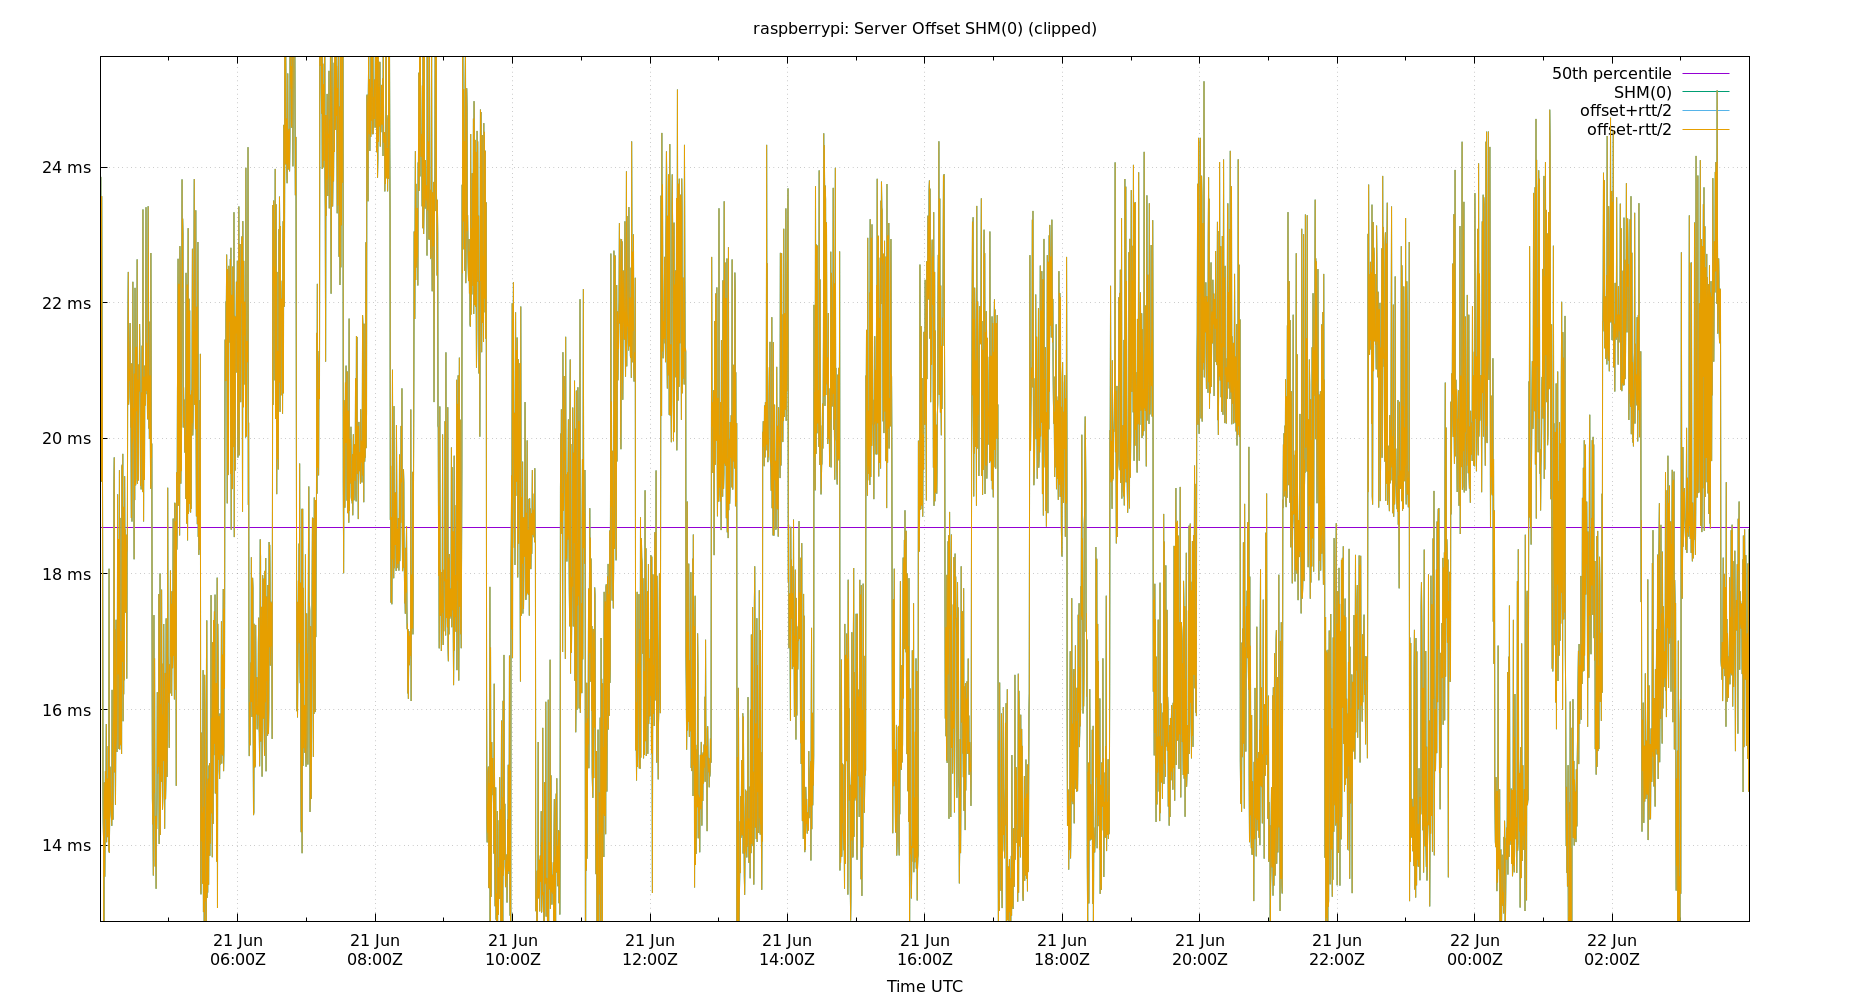 raspberrypi: Server Offset SHM(0) (clipped)
50th percentile
SHM(0)
offset+rtt/2
offset-rtt/2
24 ms
22 ms
20 ms
18 ms
16 ms
14 ms
21 Jun 21 Jun 21 Jun 21 Jun 21 Jun 21 Jun 21 Jun 21 Jun 21 Jun 22 Jun 22 Jun
06:00Z 08:00Z 10:00Z 12:00Z 14:00Z 16:00Z 18:00Z 20:00Z 22:00Z 00:00Z 02:00Z
Time UTC